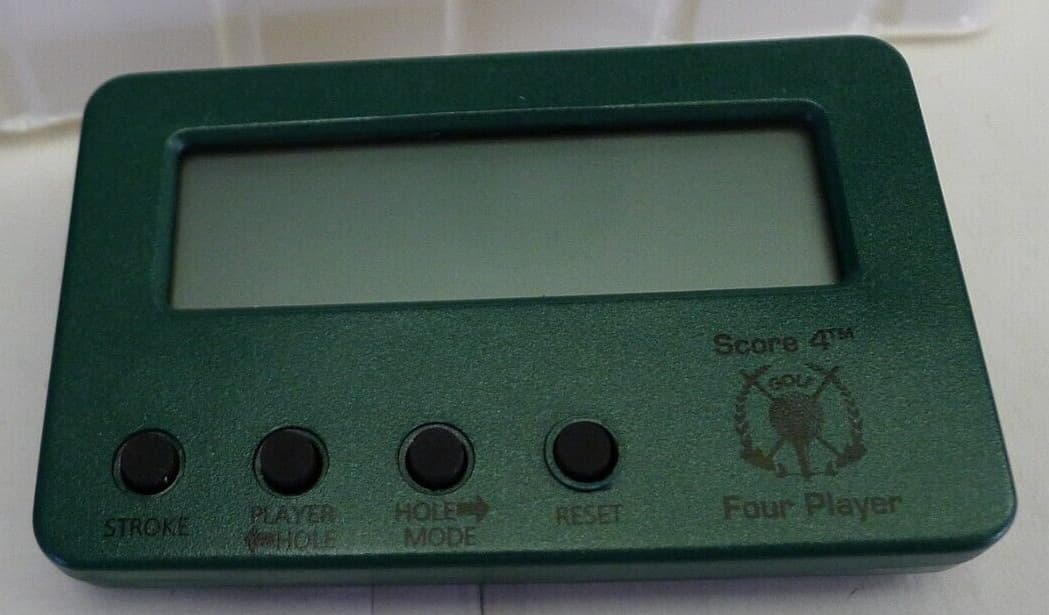 Score 4™
GOLF
Four Player
STROKE
PLAYER
⬅HOLE
HOLE➡
MODE
RESET